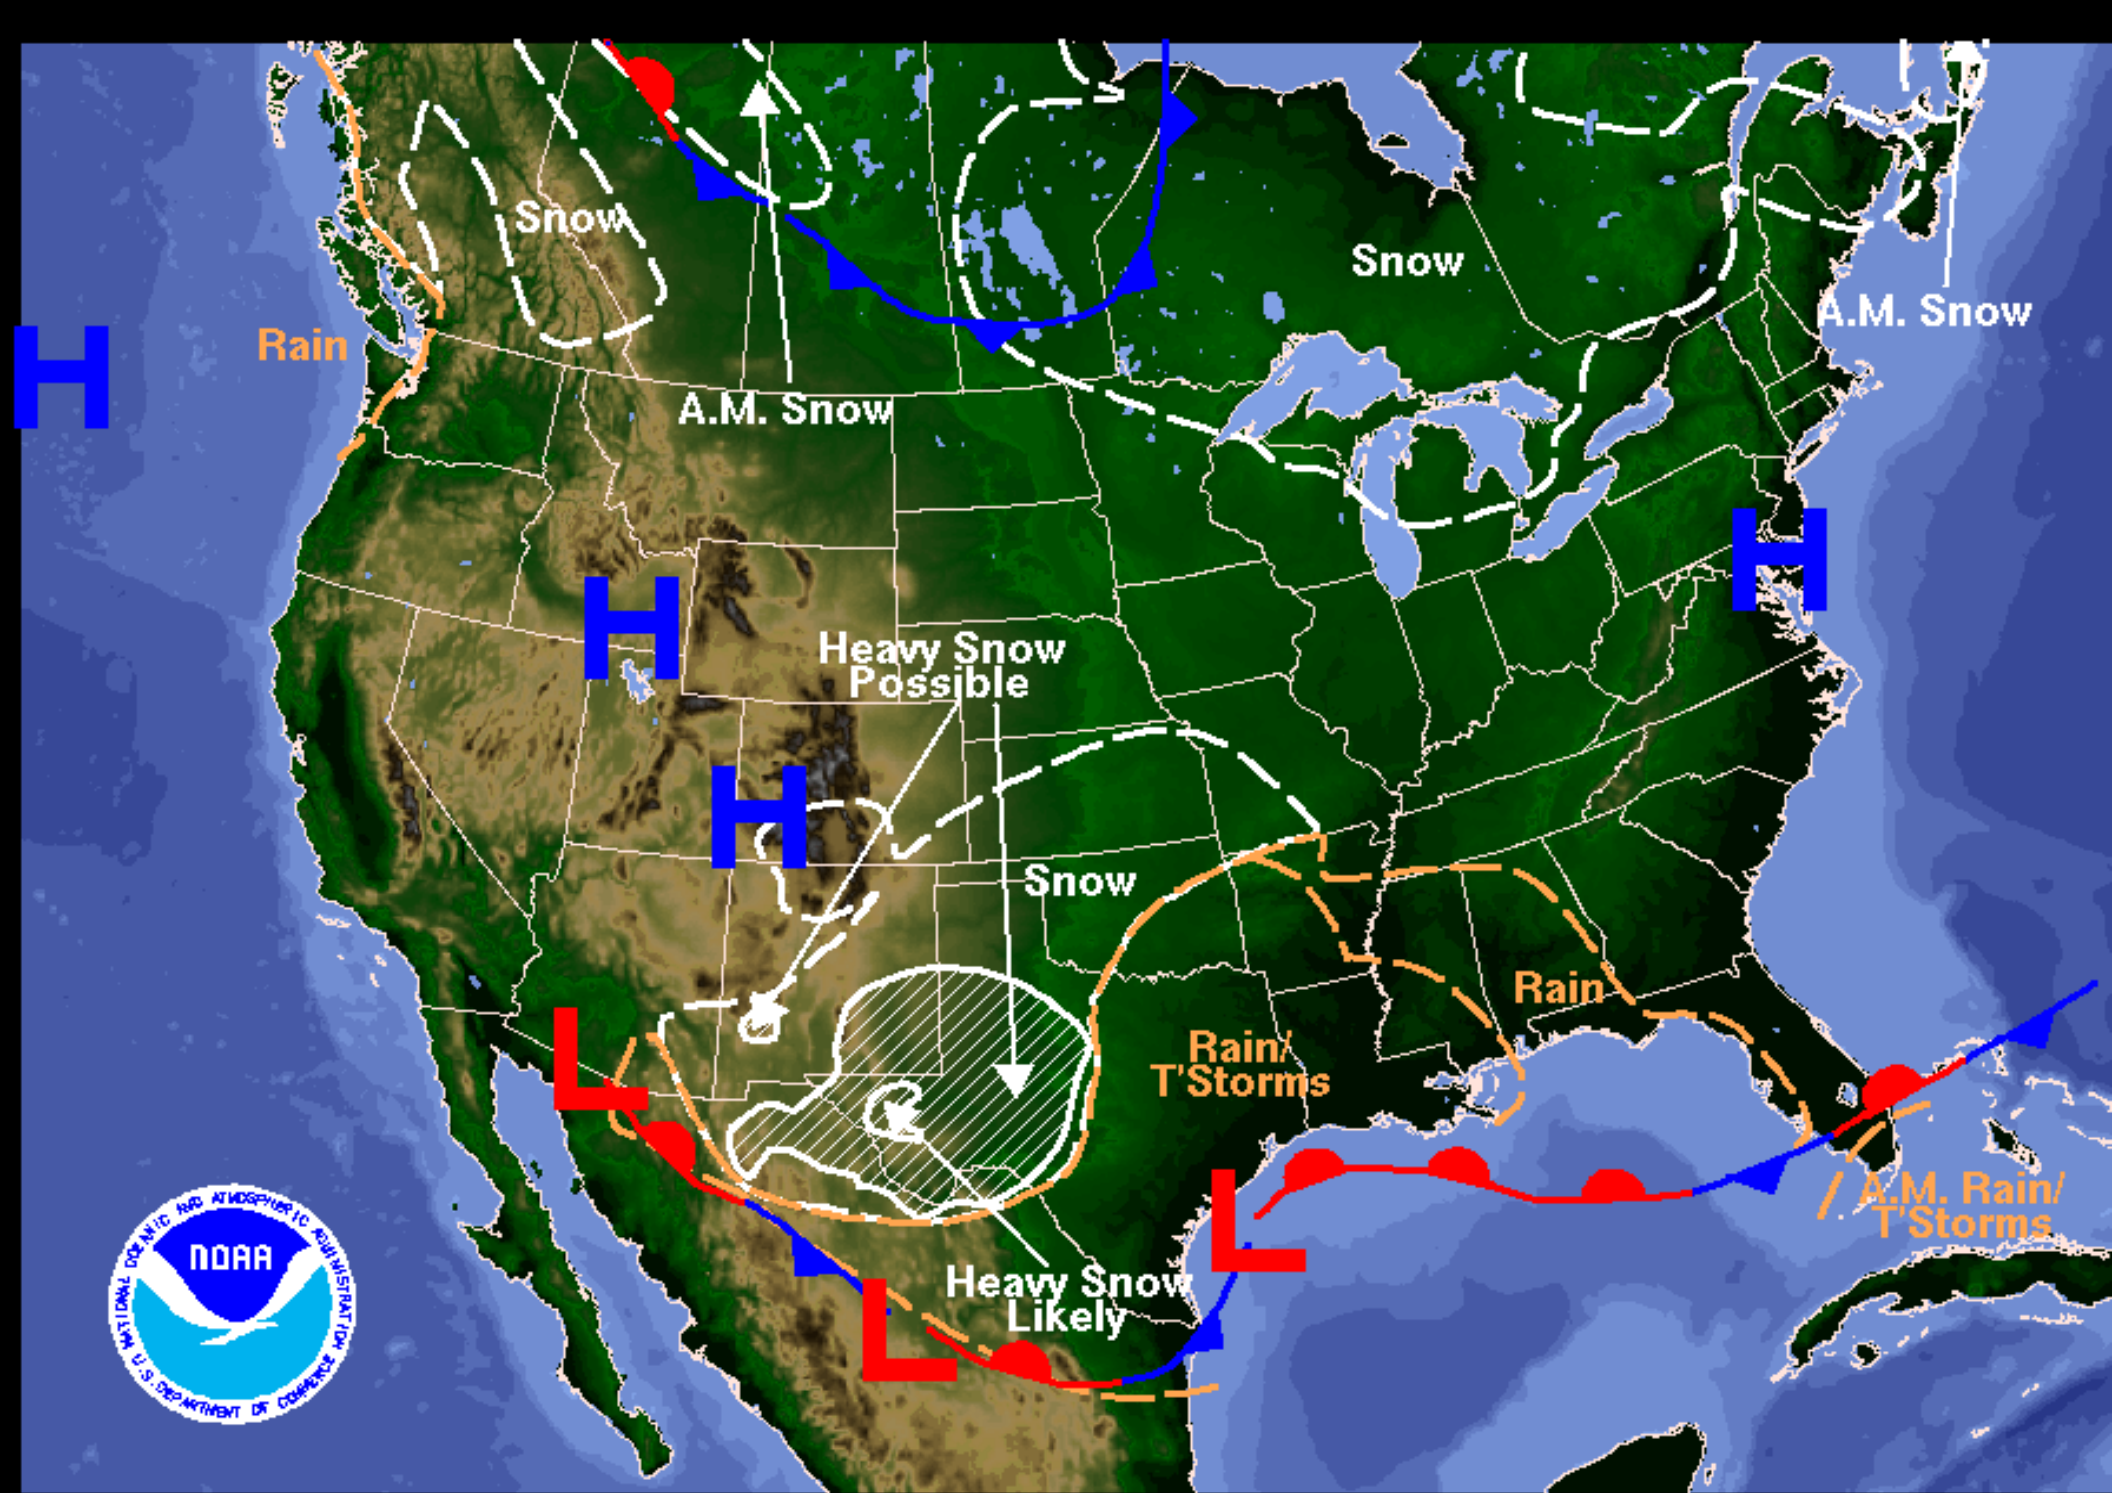 Snow
Snow
A.M. Snow
Rain
H
A.M. Snow
H
H
Heavy Snow
Possible
H
Snow
Rain
L
Rain/
T'Storms
L
A.M. Rain/
T'Storms
L
Heavy Snow
Likely
NATIONAL OCEANIC AND ATMOSPHERIC ADMINISTRATION
NOAA
U.S. DEPARTMENT OF COMMERCE